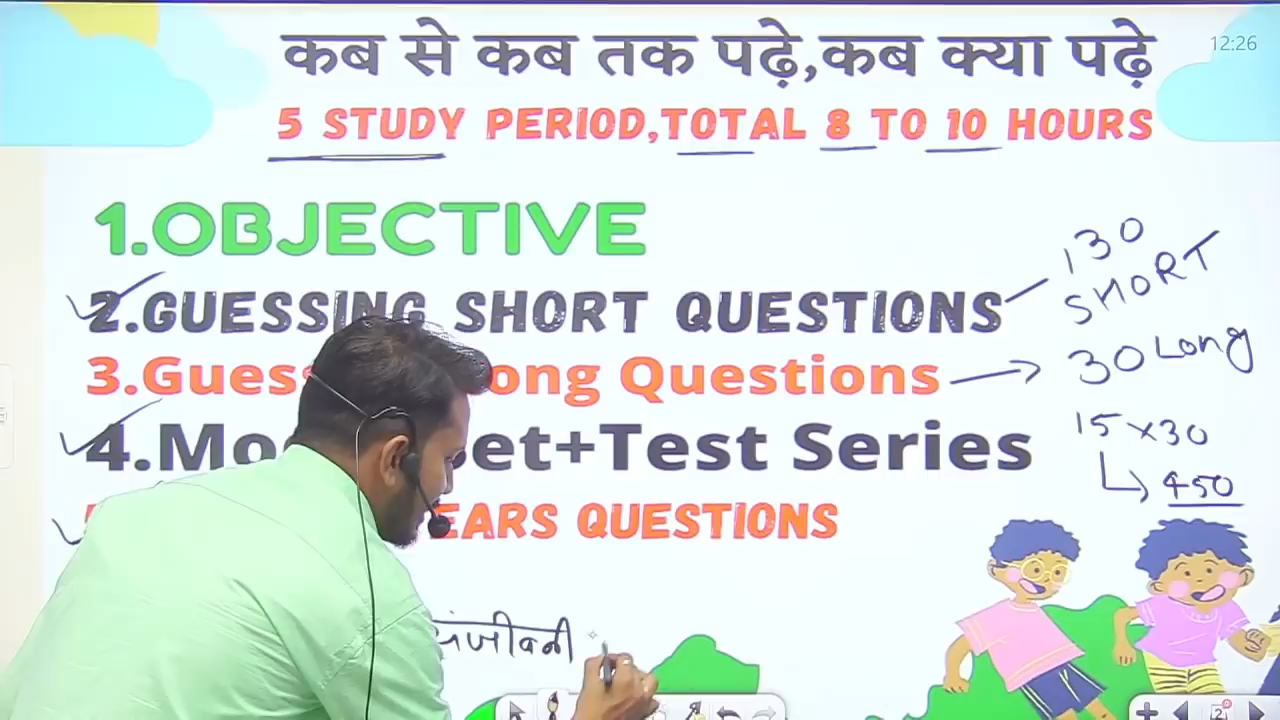 कब से कब तक पढ़े,कब क्या पढ़े
12:26
5 STUDY PERIOD,TOTAL 8 TO 10 HOURS
1.OBJECTIVE
2.GUESSING SHORT QUESTIONS
130
SHORT
3.Gues ong Questions
30 Long
4.Mo et+Test Series
15 x 30
450
EARS QUESTIONS
संजीवनी
2